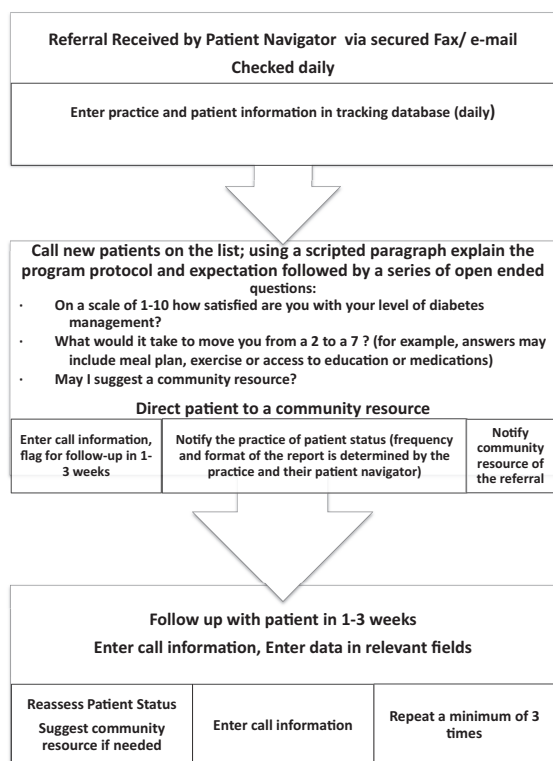 Referral Received by Patient Navigator via secured Fax/ e-mail
Checked daily
Enter practice and patient information in tracking database (daily)
Call new patients on the list; using a scripted paragraph explain the
program protocol and expectation followed by a series of open ended
questions:
· On a scale of 1-10 how satisfied are you with your level of diabetes
management?
· What would it take to move you from a 2 to a 7 ? (for example, answers may
include meal plan, exercise or access to education or medications)
· May I suggest a community resource?
Direct patient to a community resource
Enter call information,
flag for follow-up in 1-
3 weeks
Notify the practice of patient status (frequency
and format of the report is determined by the
practice and their patient navigator)
Notify
community
resource of
the referral
Follow up with patient in 1-3 weeks
Enter call information, Enter data in relevant fields
Reassess Patient Status
Suggest community
resource if needed
Enter call information
Repeat a minimum of 3
times